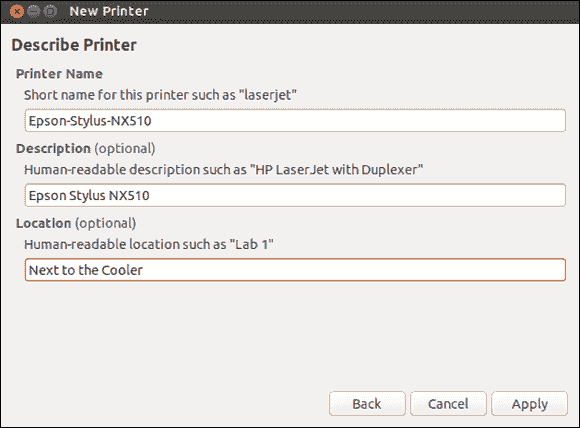 New Printer
Describe Printer
Printer Name
Short name for this printer such as "laserjet"
Epson-Stylus-NX510
Description (optional)
Human-readable description such as "HP LaserJet with Duplexer"
Epson Stylus NX510
Location (optional)
Human-readable location such as "Lab 1"
Next to the Cooler
Back Cancel Apply